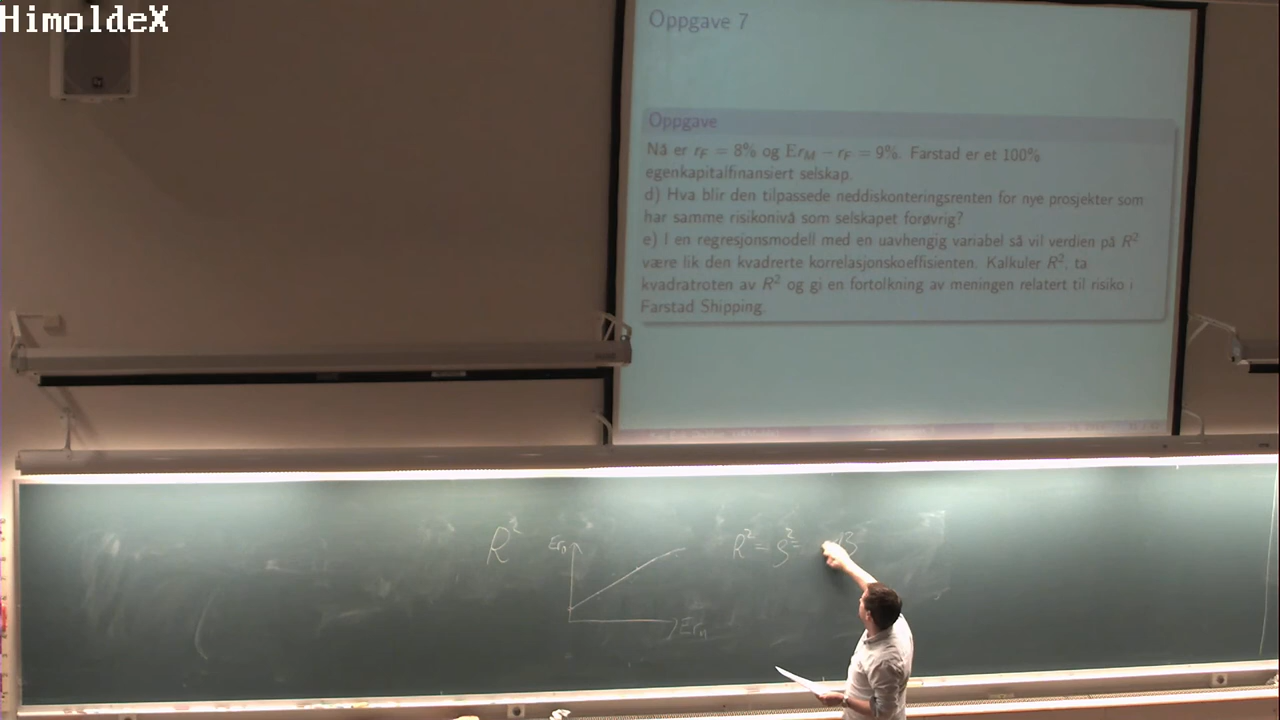 HimoldeX
Oppgave 7
Oppgave
Nå er r_F = 8% og Er_M − r_F = 9%. Farstad er et 100%
egenkapitalfinansiert selskap.
d) Hva blir den tilpassede neddiskonteringsrenten for nye prosjekter som
har samme risikonivå som selskapet forøvrig?
e) I en regresjonsmodell med en uavhengig variabel så vil verdien på R²
være lik den kvadrerte korrelasjonskoeffisienten. Kalkuler R², ta
kvadratroten av R² og gi en fortolkning av meningen relatert til risiko i
Farstad Shipping.
R²
R² = ρ² =